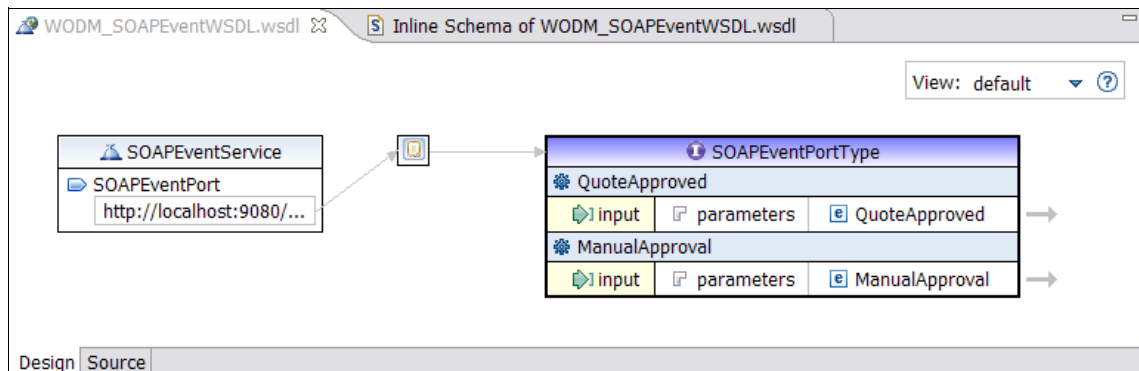 WODM_SOAPEventWSDL.wsdl
Inline Schema of WODM_SOAPEventWSDL.wsdl
View: default
SOAPEventService
SOAPEventPort
http://localhost:9080/...
SOAPEventPortType
QuoteApproved
input parameters QuoteApproved
ManualApproval
input parameters ManualApproval
Design Source